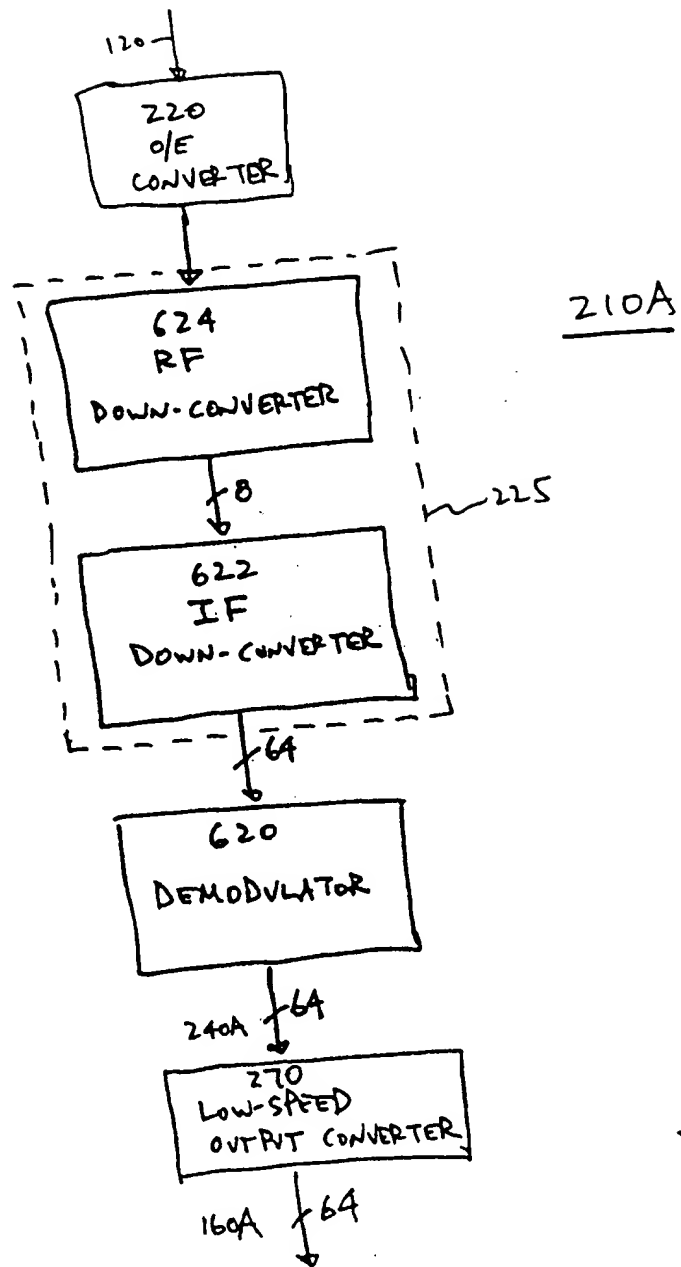 120
220
O/E
CONVERTER
210A
624
RF
DOWN-CONVERTER
8
225
622
IF
DOWN-CONVERTER
64
620
DEMODULATOR
240A 64
270
LOW-SPEED
OUTPUT CONVERTER
160A 64